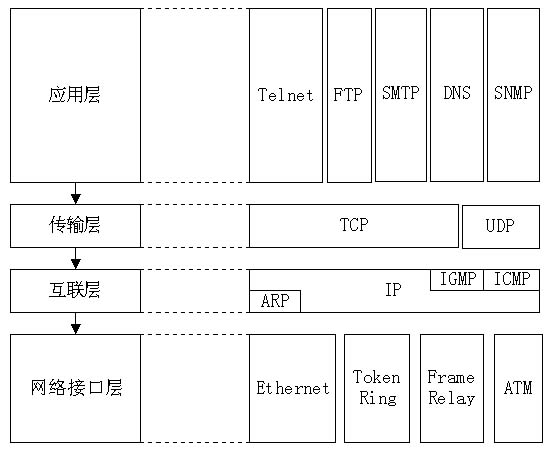 应用层
Telnet
FTP
SMTP
DNS
SNMP
传输层
TCP
UDP
互联层
ARP
IP
IGMP
ICMP
网络接口层
Ethernet
Token
Ring
Frame
Relay
ATM